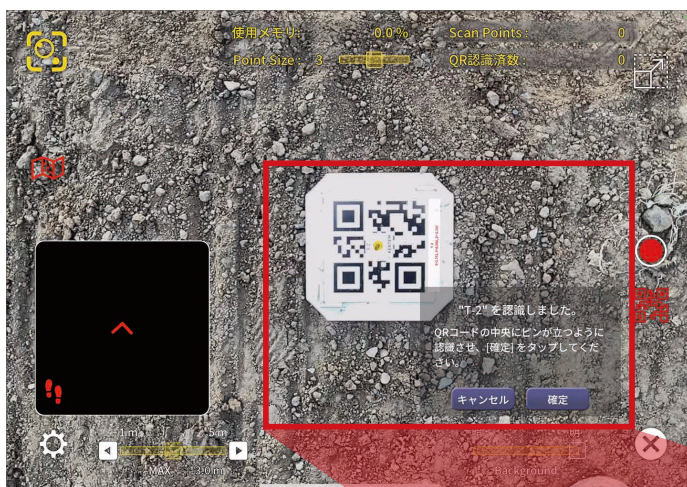 使用メモリ: 0.0 %
Scan Points : 0
Point Size : 3
QR認識済数 : 0
"T-2" を認識しました。
QRコードの中央にピンが立つように
認識させ、[確定] をタップしてくだ
さい。
キャンセル
確定
1 m
5 m
MAX
3.0 m
Background